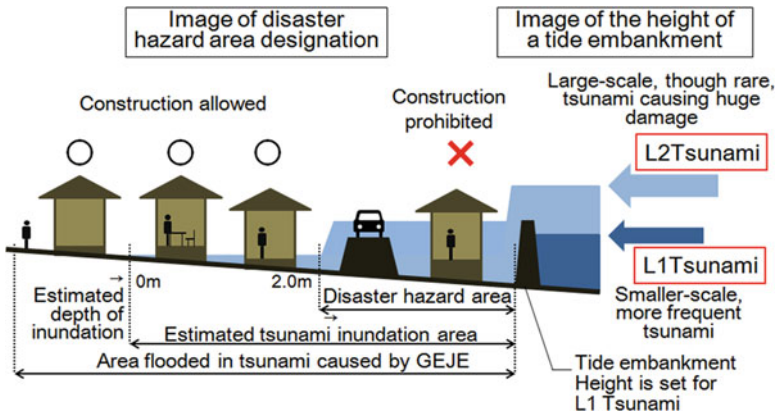 Image of disaster
hazard area designation
Image of the height of
a tide embankment
Construction allowed
Construction
prohibited
Large-scale, though rare,
tsunami causing huge
damage
L2Tsunami
L1Tsunami
Smaller-scale,
more frequent
tsunami
→
0m
2.0m
Estimated
depth of
inundation
Disaster hazard area
→
Estimated tsunami inundation area
Area flooded in tsunami caused by GEJE
Tide embankment
Height is set for
L1 Tsunami